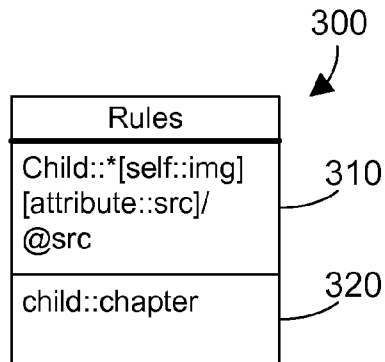 300
Rules
Child::*[self::img]
[attribute::src]/
@src
310
child::chapter
320